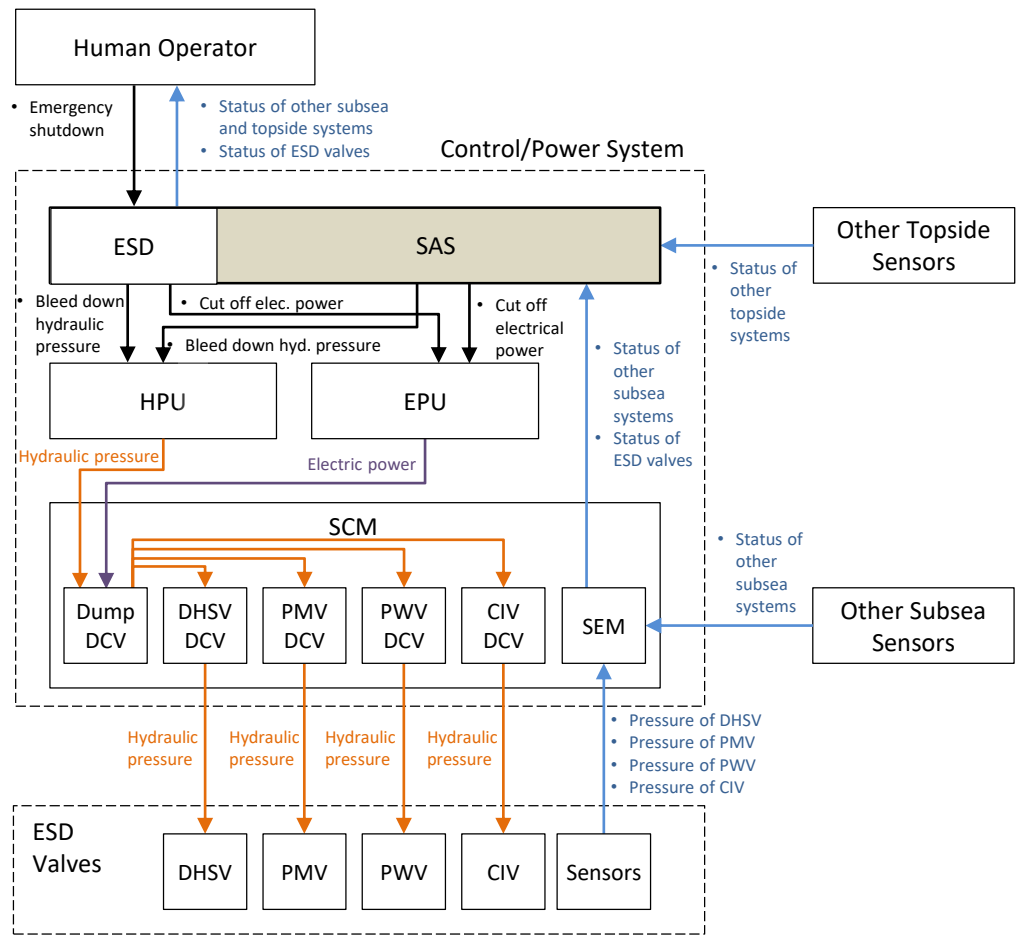 Human Operator
• Emergency
shutdown
• Status of other subsea
and topside systems
• Status of ESD valves
Control/Power System
ESD
SAS
Other Topside
Sensors
• Status of
other
topside
systems
• Bleed down
hydraulic
pressure
• Cut off elec. power
• Bleed down hyd. pressure
• Cut off
electrical
power
• Status of
other
subsea
systems
• Status of
ESD valves
HPU
EPU
Hydraulic pressure
Electric power
SCM
Dump
DCV
DHSV
DCV
PMV
DCV
PWV
DCV
CIV
DCV
SEM
• Status of
other
subsea
systems
Other Subsea
Sensors
Hydraulic
pressure
Hydraulic
pressure
Hydraulic
pressure
Hydraulic
pressure
• Pressure of DHSV
• Pressure of PMV
• Pressure of PWV
• Pressure of CIV
ESD
Valves
DHSV
PMV
PWV
CIV
Sensors